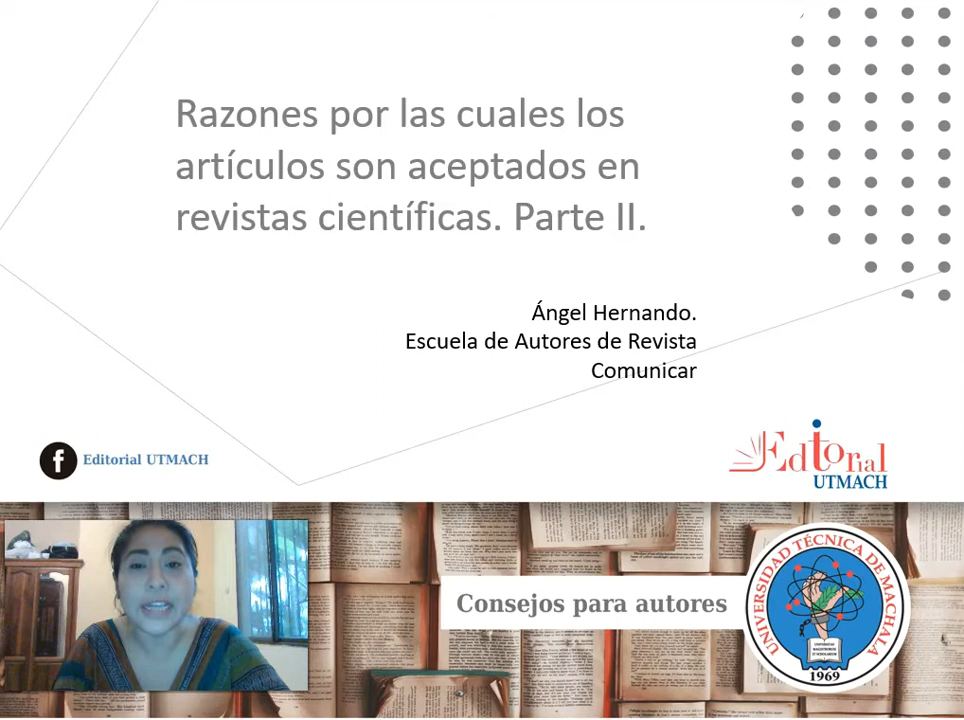 Razones por las cuales los
artículos son aceptados en
revistas científicas. Parte II.
Ángel Hernando.
Escuela de Autores de Revista
Comunicar
f Editorial UTMACH
Editorial
UTMACH
Consejos para autores
UNIVERSIDAD TÉCNICA DE MACHALA
1969